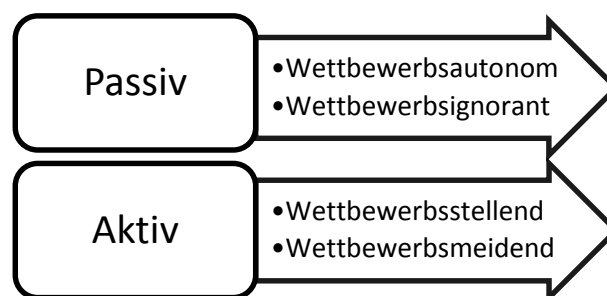 Passiv
•Wettbewerbsautonom
•Wettbewerbsignorant
Aktiv
•Wettbewerbsstellend
•Wettbewerbsmeidend